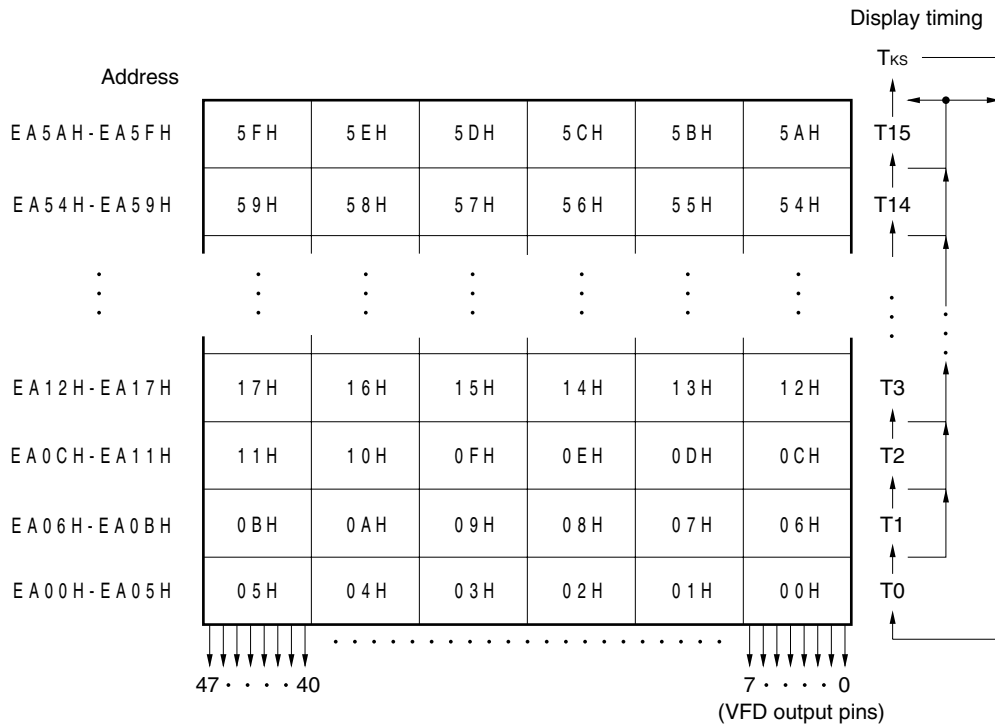 Display timing
TKS
Address
EA5AH-EA5FH 5FH 5EH 5DH 5CH 5BH 5AH T15
EA54H-EA59H 59H 58H 57H 56H 55H 54H T14
EA12H-EA17H 17H 16H 15H 14H 13H 12H T3
EA0CH-EA11H 11H 10H 0FH 0EH 0DH 0CH T2
EA06H-EA0BH 0BH 0AH 09H 08H 07H 06H T1
EA00H-EA05H 05H 04H 03H 02H 01H 00H T0
47 · · · · 40 7 · · · · 0
(VFD output pins)